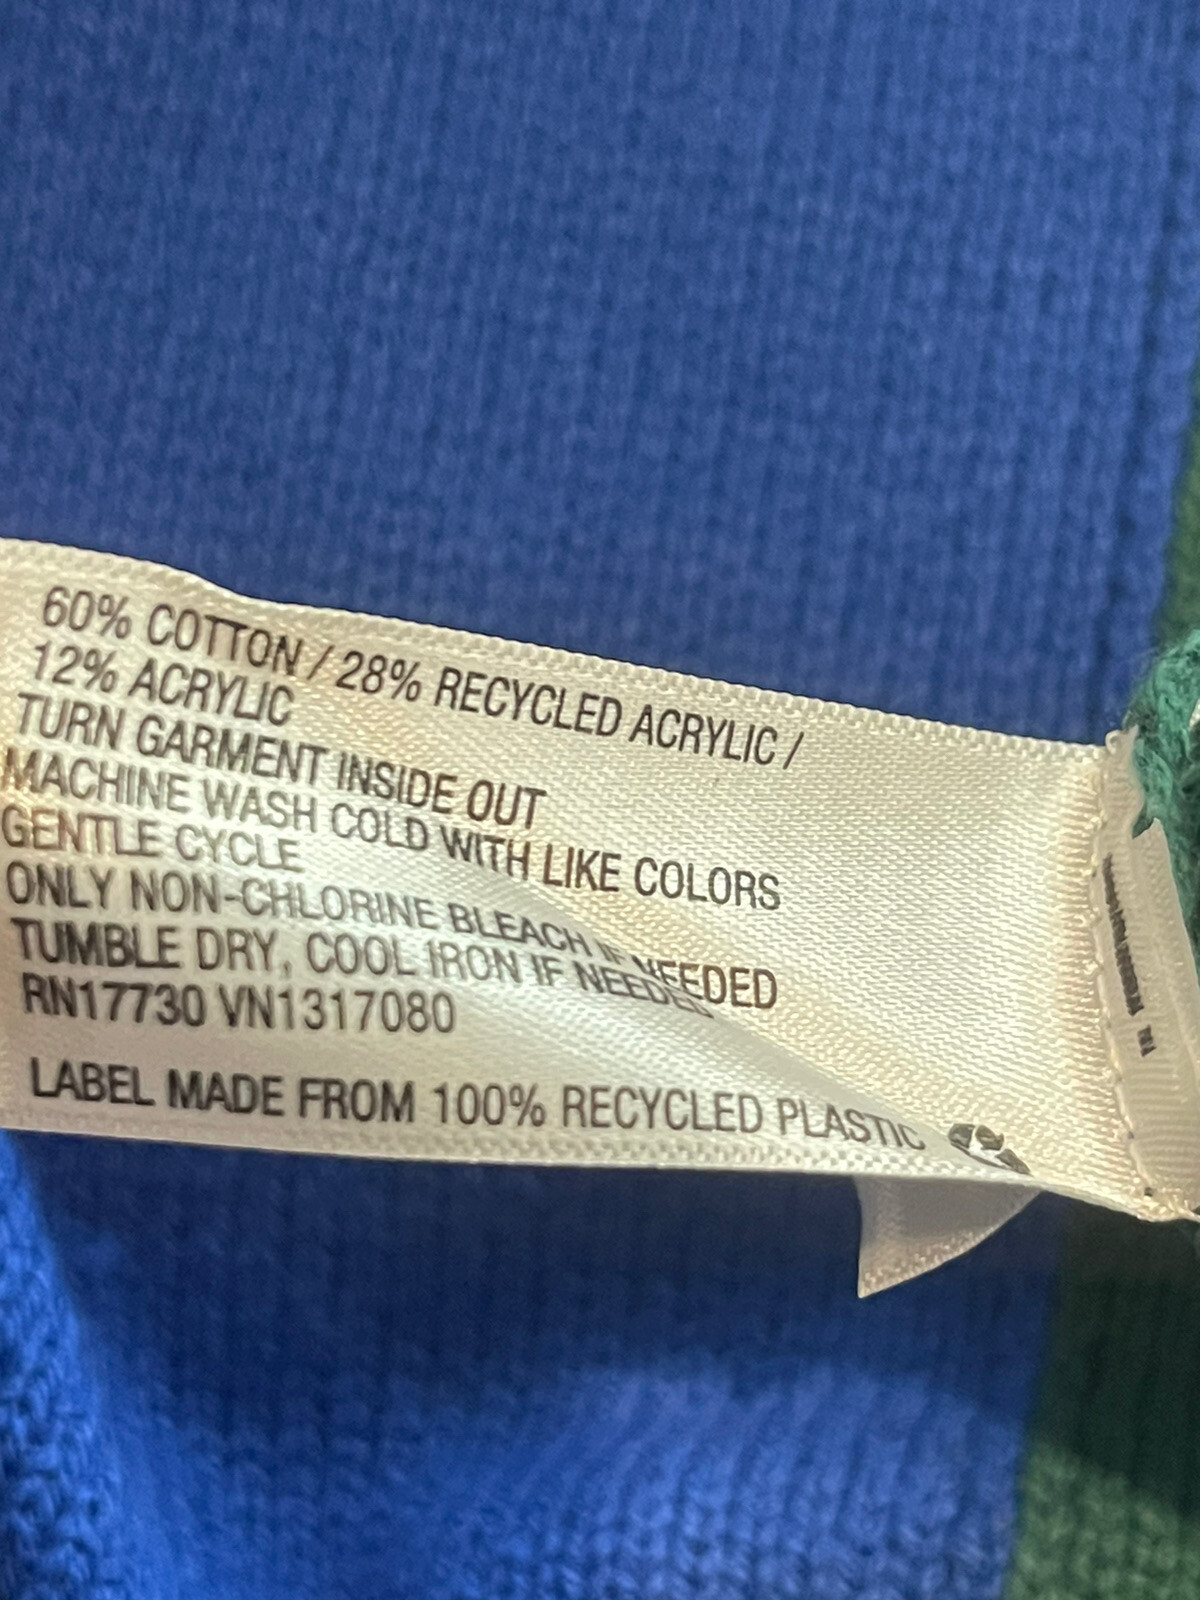 60% COTTON / 28% RECYCLED ACRYLIC /
12% ACRYLIC
TURN GARMENT INSIDE OUT
MACHINE WASH COLD WITH LIKE COLORS
GENTLE CYCLE
ONLY NON-CHLORINE BLEACH IF NEEDED
TUMBLE DRY, COOL IRON IF NEEDED
RN17730 VN1317080
LABEL MADE FROM 100% RECYCLED PLASTIC